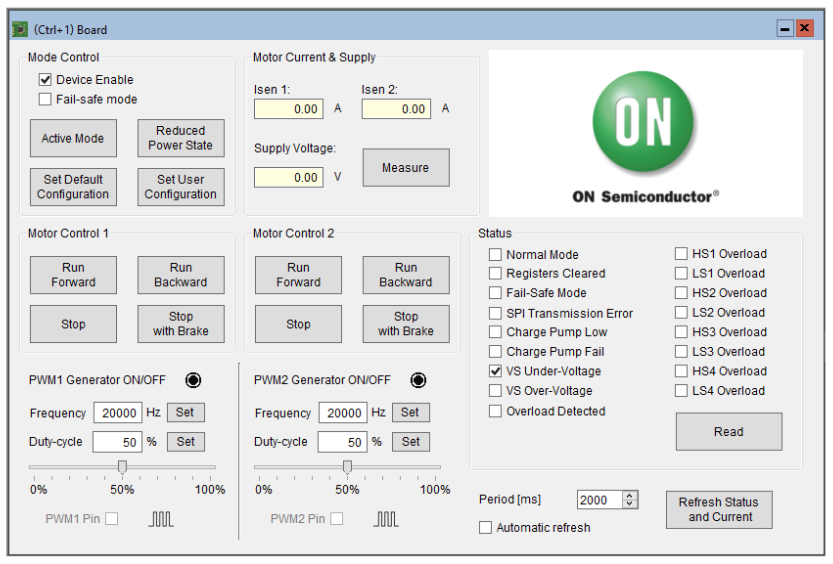 (Ctrl+1) Board
Mode Control
Device Enable
Fail-safe mode
Active Mode
Reduced
Power State
Set Default
Configuration
Set User
Configuration
Motor Current & Supply
Isen 1:
Isen 2:
0.00 A
0.00 A
Supply Voltage:
0.00 V
Measure
ON
ON Semiconductor®
Motor Control 1
Run
Forward
Run
Backward
Stop
Stop
with Brake
Motor Control 2
Run
Forward
Run
Backward
Stop
Stop
with Brake
Status
Normal Mode
Registers Cleared
Fail-Safe Mode
SPI Transmission Error
Charge Pump Low
Charge Pump Fail
VS Under-Voltage
VS Over-Voltage
Overload Detected
HS1 Overload
LS1 Overload
HS2 Overload
LS2 Overload
HS3 Overload
LS3 Overload
HS4 Overload
LS4 Overload
Read
PWM1 Generator ON/OFF
Frequency 20000 Hz Set
Duty-cycle 50 % Set
0% 50% 100%
PWM1 Pin
PWM2 Generator ON/OFF
Frequency 20000 Hz Set
Duty-cycle 50 % Set
0% 50% 100%
PWM2 Pin
Period [ms] 2000
Automatic refresh
Refresh Status
and Current